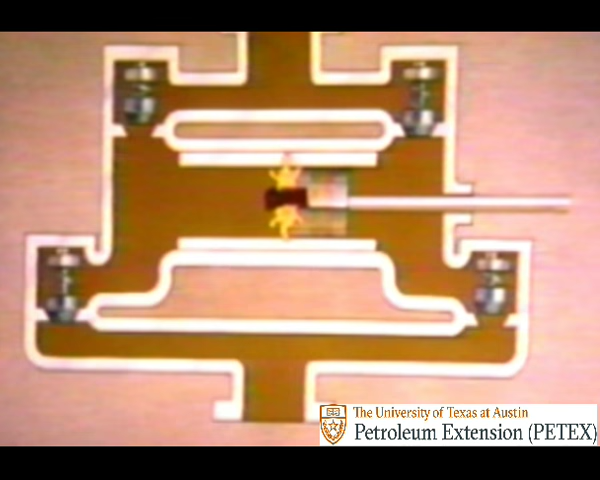 The University of Texas at Austin
Petroleum Extension (PETEX)